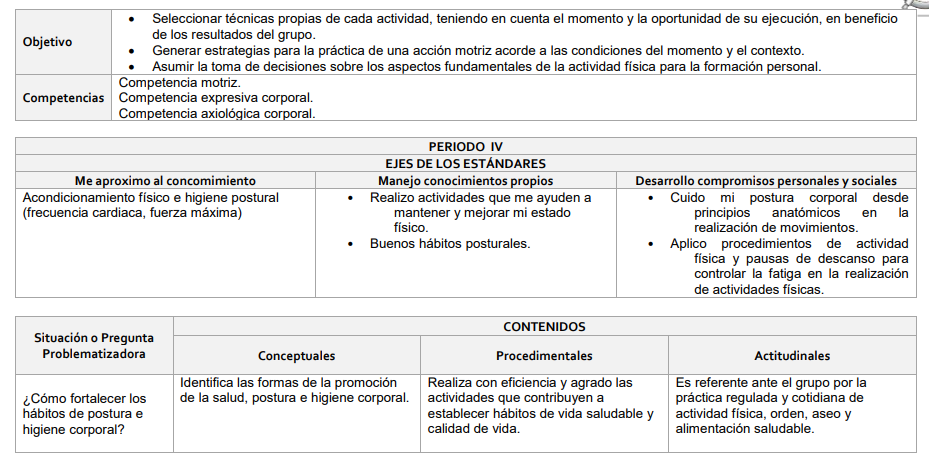 Objetivo
• Seleccionar técnicas propias de cada actividad, teniendo en cuenta el momento y la oportunidad de su ejecución, en beneficio
de los resultados del grupo.
• Generar estrategias para la práctica de una acción motriz acorde a las condiciones del momento y el contexto.
• Asumir la toma de decisiones sobre los aspectos fundamentales de la actividad física para la formación personal.
Competencias
Competencia motriz.
Competencia expresiva corporal.
Competencia axiológica corporal.
PERIODO IV
EJES DE LOS ESTÁNDARES
Me aproximo al concomimiento
Manejo conocimientos propios
Desarrollo compromisos personales y sociales
Acondicionamiento físico e higiene postural
(frecuencia cardiaca, fuerza máxima)
• Realizo actividades que me ayuden a
mantener y mejorar mi estado
físico.
• Buenos hábitos posturales.
• Cuido mi postura corporal desde
principios anatómicos en la
realización de movimientos.
• Aplico procedimientos de actividad
física y pausas de descanso para
controlar la fatiga en la realización
de actividades físicas.
Situación o Pregunta
Problematizadora
CONTENIDOS
Conceptuales
Procedimentales
Actitudinales
¿Cómo fortalecer los
hábitos de postura e
higiene corporal?
Identifica las formas de la promoción
de la salud, postura e higiene corporal.
Realiza con eficiencia y agrado las
actividades que contribuyen a
establecer hábitos de vida saludable y
calidad de vida.
Es referente ante el grupo por la
práctica regulada y cotidiana de
actividad física, orden, aseo y
alimentación saludable.